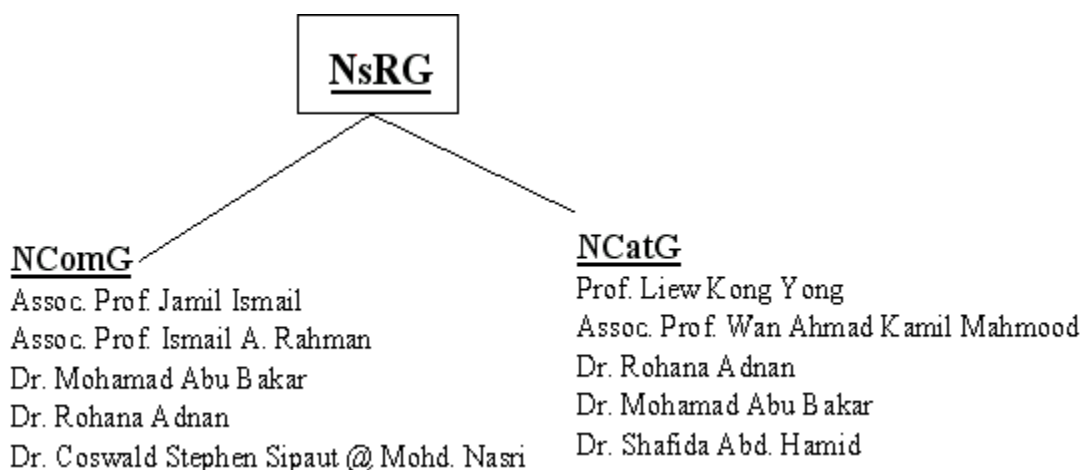 NsRG
NComG
Assoc. Prof. Jamil Ismail
Assoc. Prof. Ismail A. Rahman
Dr. Mohamad Abu Bakar
Dr. Rohana Adnan
Dr. Coswald Stephen Sipaut @ Mohd. Nasri
NCatG
Prof. Liew Kong Yong
Assoc. Prof. Wan Ahmad Kamil Mahmood
Dr. Rohana Adnan
Dr. Mohamad Abu Bakar
Dr. Shafida Abd. Hamid